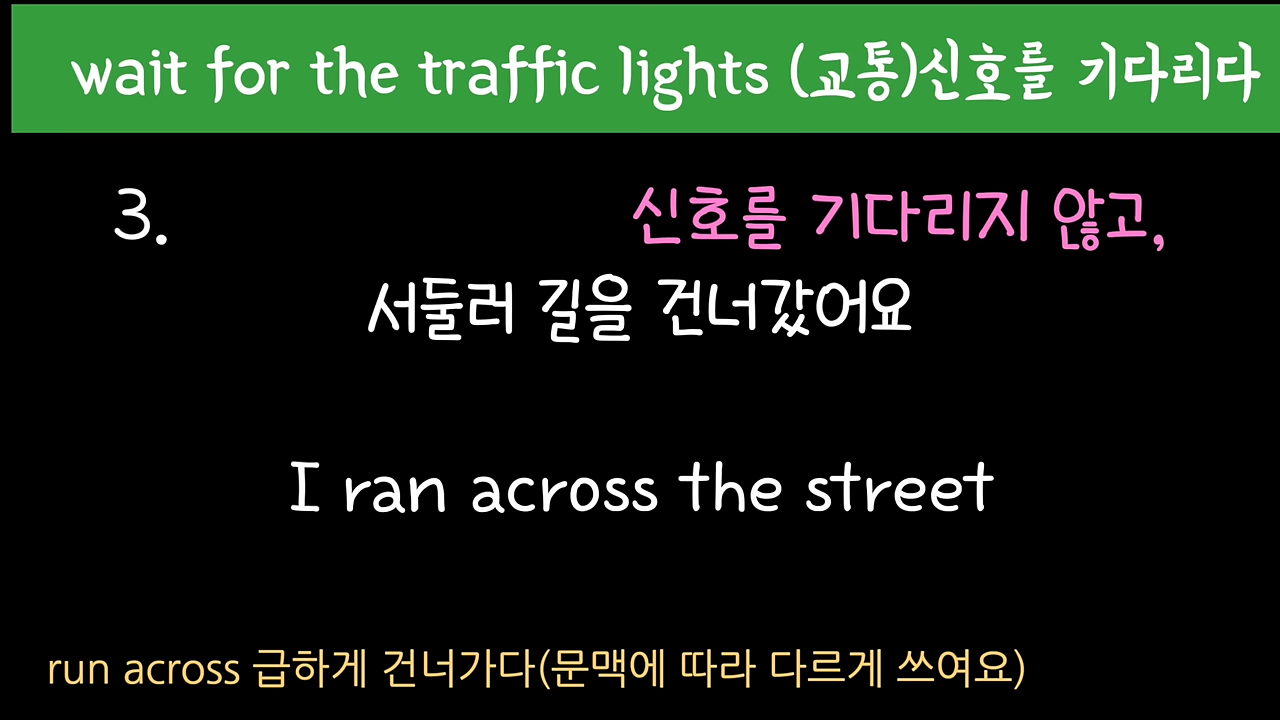 wait for the traffic lights (교통)신호를 기다리다
3. 신호를 기다리지 않고,
서둘러 길을 건너갔어요
I ran across the street
run across 급하게 건너가다(문맥에 따라 다르게 쓰여요)